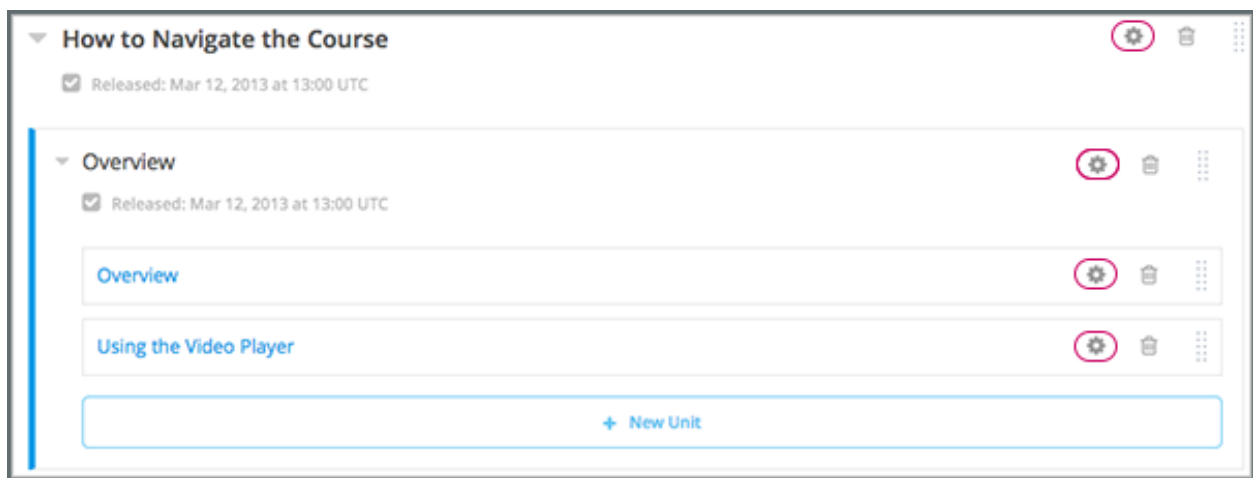 How to Navigate the Course
Released: Mar 12, 2013 at 13:00 UTC
Overview
Released: Mar 12, 2013 at 13:00 UTC
Overview
Using the Video Player
+ New Unit